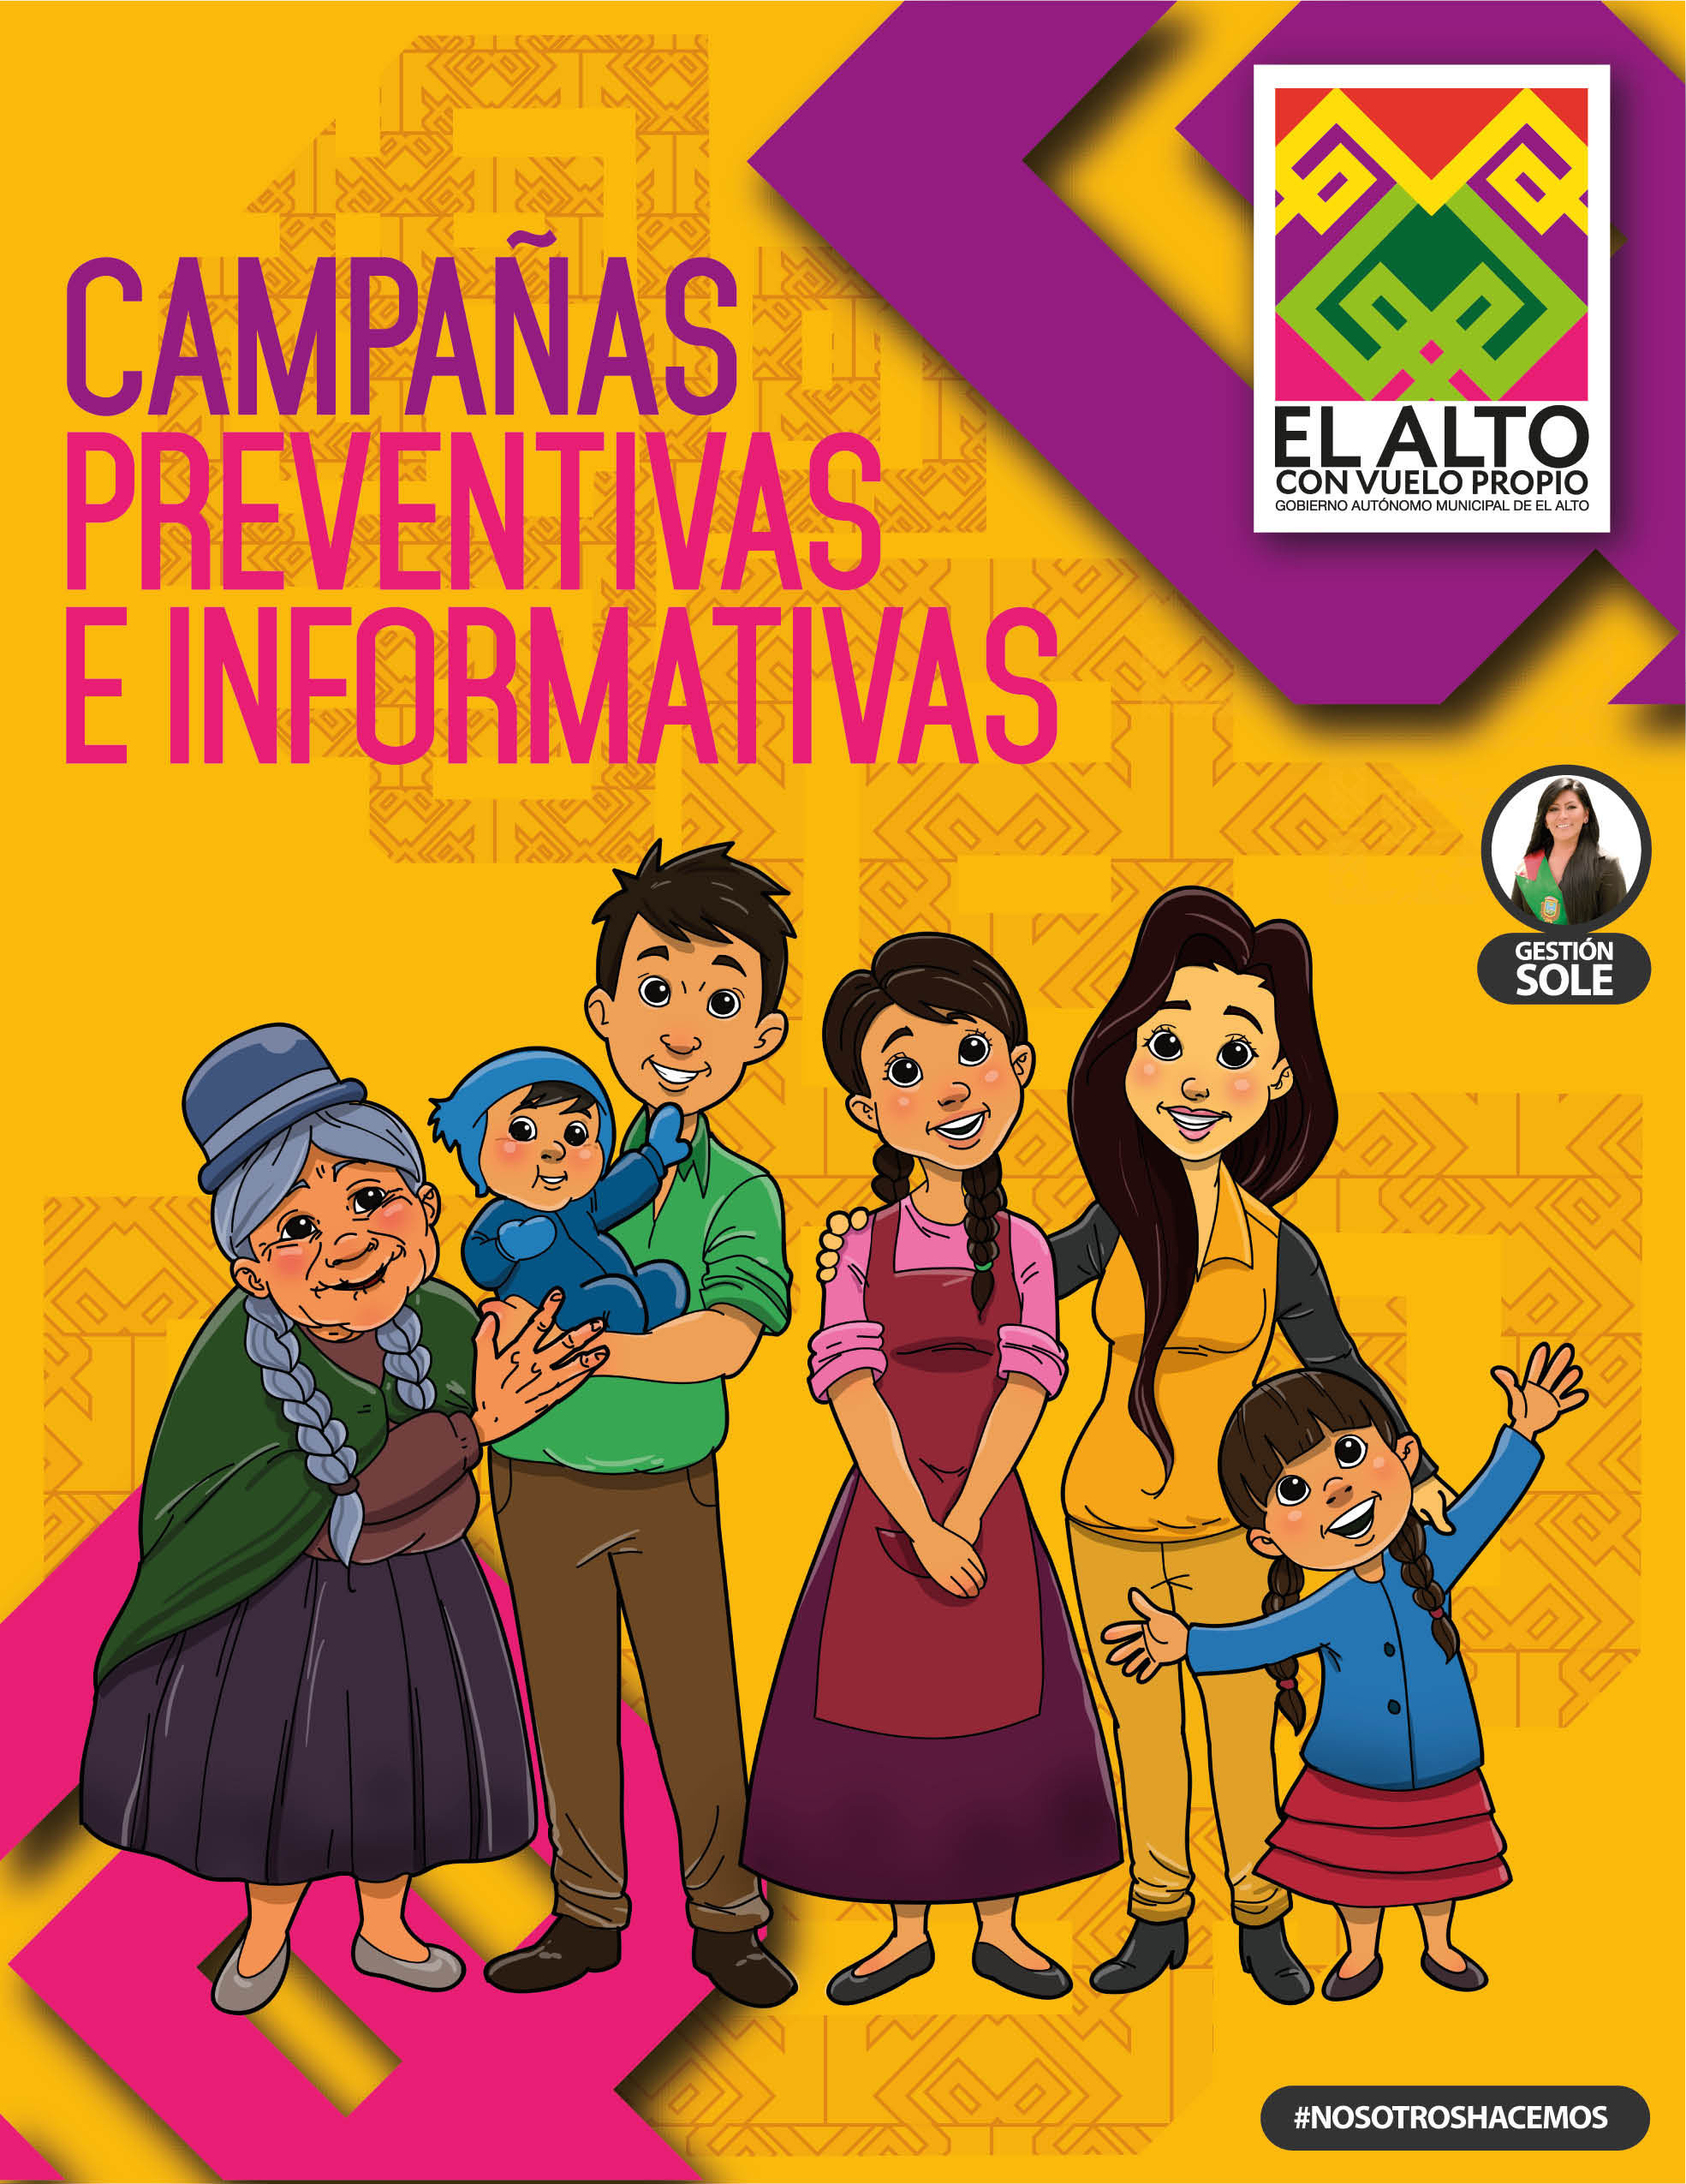 CAMPAÑAS
PREVENTIVAS
E INFORMATIVAS
EL ALTO
CON VUELO PROPIO
GOBIERNO AUTÓNOMO MUNICIPAL DE EL ALTO
GESTIÓN
SOLE
#NOSOTROSHACEMOS